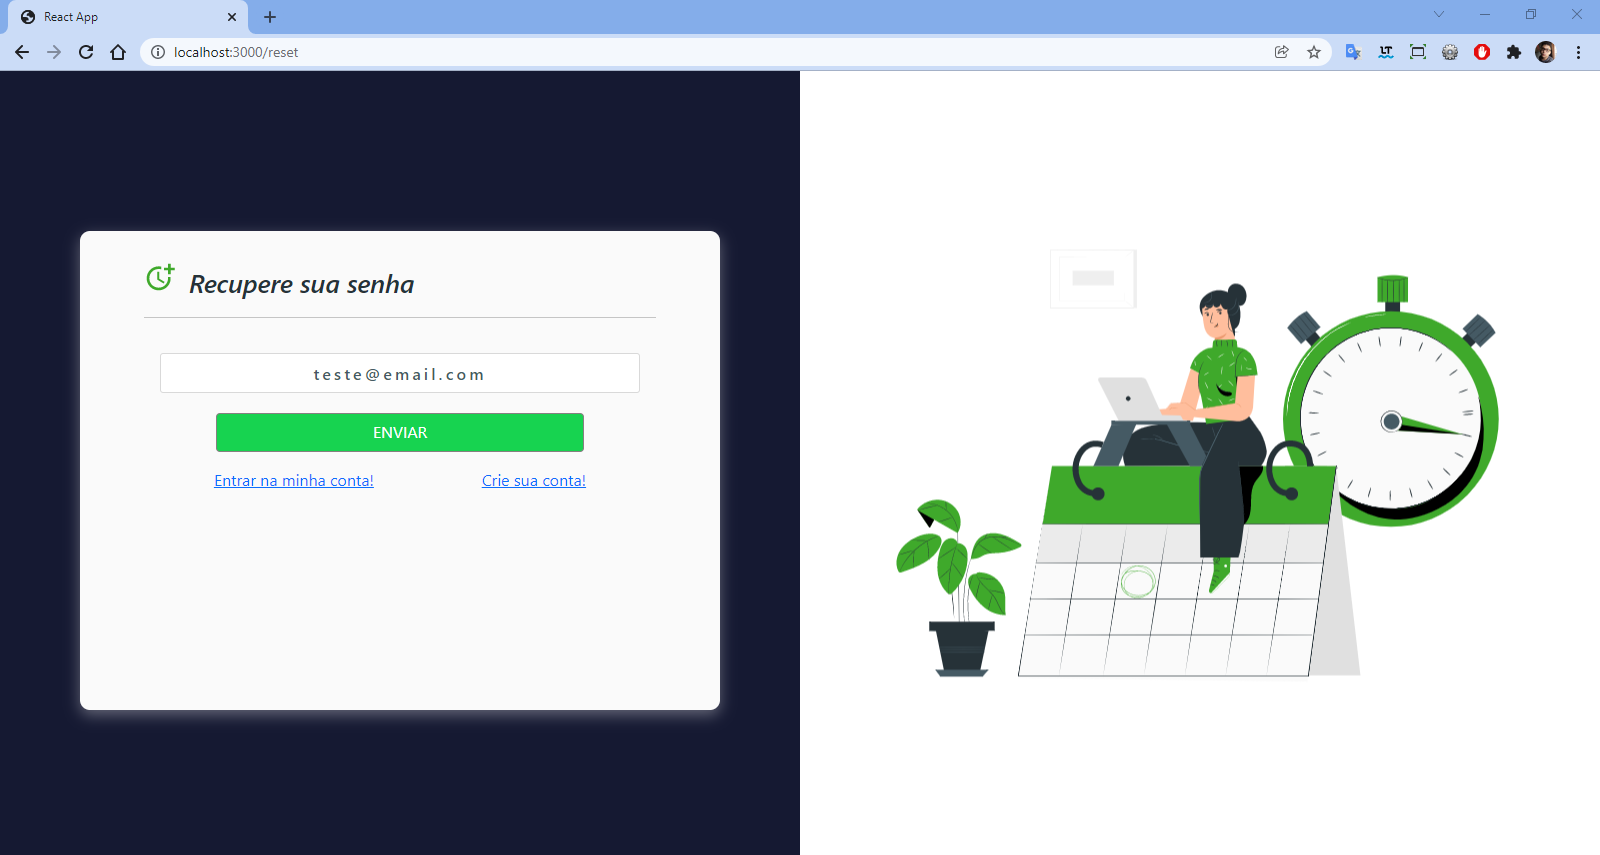 React App
localhost:3000/reset
Recupere sua senha
teste@email.com
ENVIAR
Entrar na minha conta! Crie sua conta!